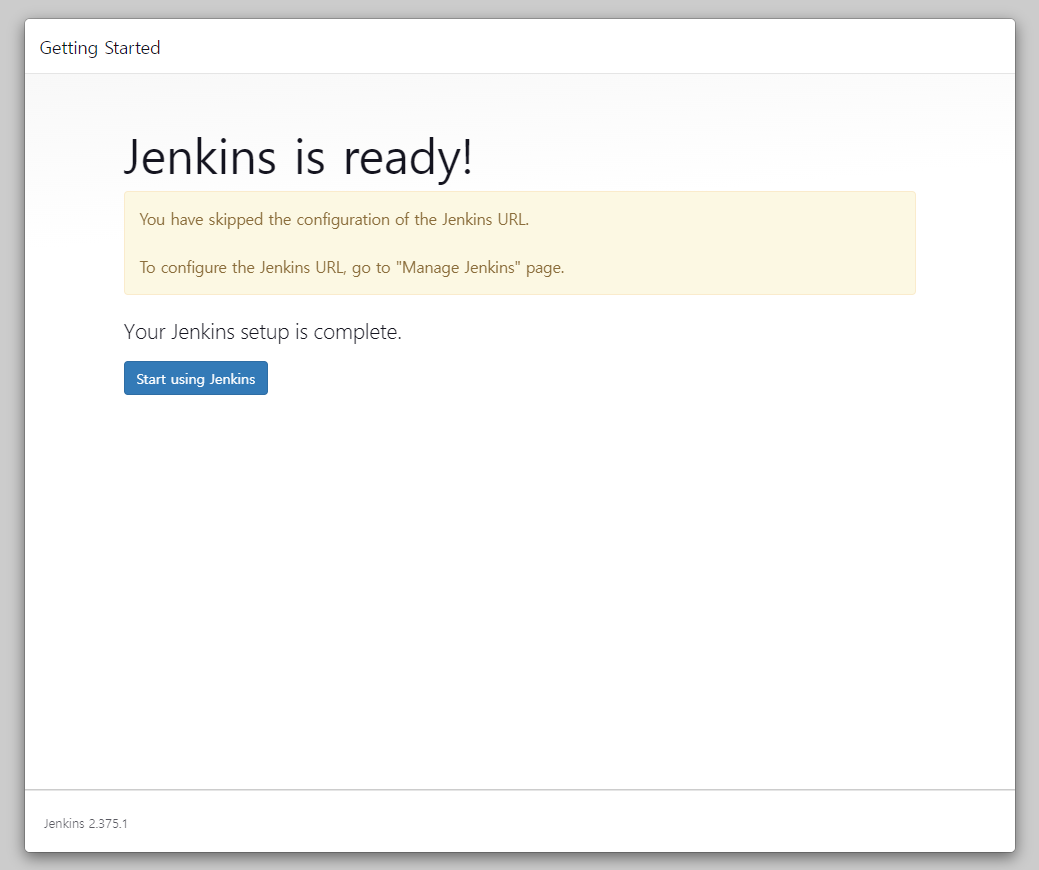 Getting Started
Jenkins is ready!
You have skipped the configuration of the Jenkins URL.
To configure the Jenkins URL, go to "Manage Jenkins" page.
Your Jenkins setup is complete.
Start using Jenkins
Jenkins 2.375.1